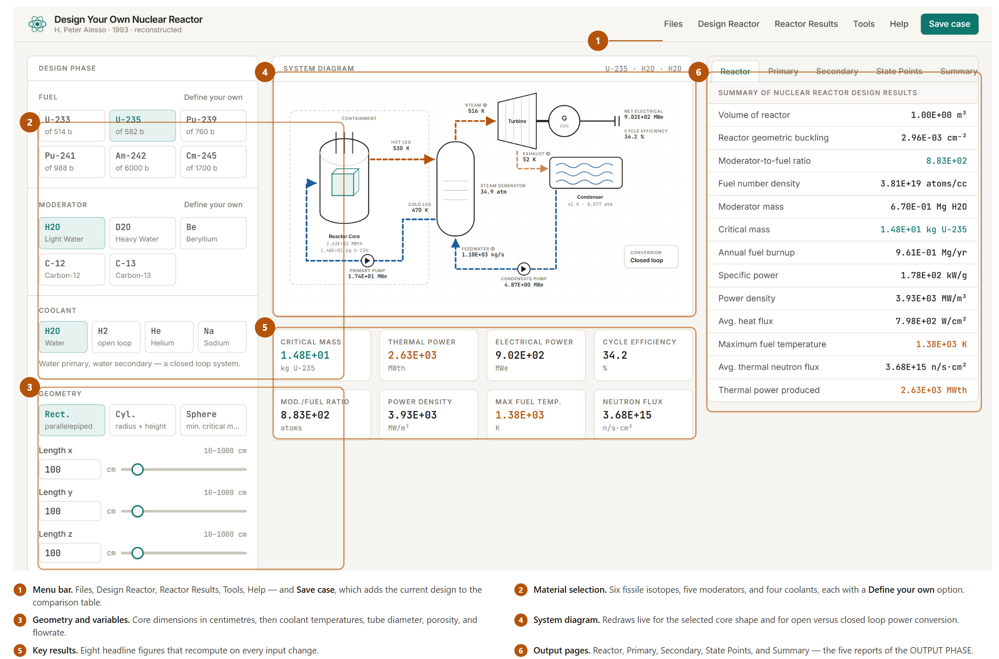 Design Your Own Nuclear Reactor
H. Peter Alesso · 1993 · reconstructed
Files
Design Reactor
Reactor Results
Tools
Help
Save case
1
DESIGN PHASE
FUEL
Define your own
2
U-233
σf 514 b
U-235
σf 582 b
Pu-239
σf 760 b
Pu-241
σf 988 b
Am-242
σf 6000 b
Cm-245
σf 1700 b
MODERATOR
Define your own
H2O
Light Water
D2O
Heavy Water
Be
Beryllium
C-12
Carbon-12
C-13
Carbon-13
COOLANT
H2O
Water
H2
open loop
He
Helium
Na
Sodium
Water primary, water secondary — a closed loop system.
3
GEOMETRY
Rect.
parallelepiped
Cyl.
radius + height
Sphere
min. critical m...
Length x
10–1000 cm
100
cm
Length y
10–1000 cm
100
cm
Length z
10–1000 cm
100
cm
4
SYSTEM DIAGRAM
U-235 · H2O · H2O
CONTAINMENT
HOT LEG
530 K
STEAM ④
516 K
Turbine
G
GEN
NET ELECTRICAL
9.02E+02 MWe
CYCLE EFFICIENCY
34.2 %
EXHAUST ⑤
52 K
STEAM GENERATOR
34.9 atm
Condenser
41 K · 0.077 atm
COLD LEG
470 K
Reactor Core
2.63E+03 MWth
1.48E+01 kg U-235
PRIMARY PUMP
1.74E+01 MWe
FEEDWATER ⑦
1.10E+03 kg/s
CONDENSATE PUMP
4.87E+00 MWe
CONVERSION
Closed loop
5
CRITICAL MASS
1.48E+01
kg U-235
THERMAL POWER
2.63E+03
MWth
ELECTRICAL POWER
9.02E+02
MWe
CYCLE EFFICIENCY
34.2
%
MOD./FUEL RATIO
8.83E+02
atoms
POWER DENSITY
3.93E+03
MW/m³
MAX FUEL TEMP.
1.38E+03
K
NEUTRON FLUX
3.68E+15
n/s·cm²
6
Reactor
Primary
Secondary
State Points
Summary
SUMMARY OF NUCLEAR REACTOR DESIGN RESULTS
Volume of reactor 1.00E+00 m³
Reactor geometric buckling 2.96E-03 cm⁻²
Moderator-to-fuel ratio 8.83E+02
Fuel number density 3.81E+19 atoms/cc
Moderator mass 6.70E-01 Mg H2O
Critical mass 1.48E+01 kg U-235
Annual fuel burnup 9.61E-01 Mg/yr
Specific power 1.78E+02 kW/g
Power density 3.93E+03 MW/m³
Avg. heat flux 7.98E+02 W/cm²
Maximum fuel temperature 1.38E+03 K
Avg. thermal neutron flux 3.68E+15 n/s·cm²
Thermal power produced 2.63E+03 MWth
1 Menu bar. Files, Design Reactor, Reactor Results, Tools, Help — and Save case, which adds the current design to the
comparison table.
2 Material selection. Six fissile isotopes, five moderators, and four coolants, each with a Define your own option.
3 Geometry and variables. Core dimensions in centimetres, then coolant temperatures, tube diameter, porosity, and
flowrate.
4 System diagram. Redraws live for the selected core shape and for open versus closed loop power conversion.
5 Key results. Eight headline figures that recompute on every input change.
6 Output pages. Reactor, Primary, Secondary, State Points, and Summary — the five reports of the OUTPUT PHASE.